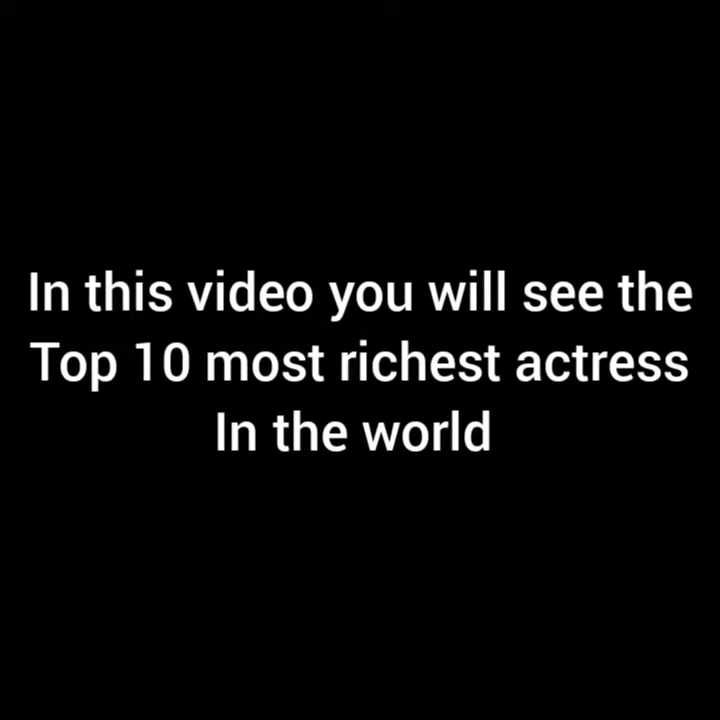 In this video you will see the
Top 10 most richest actress
In the world